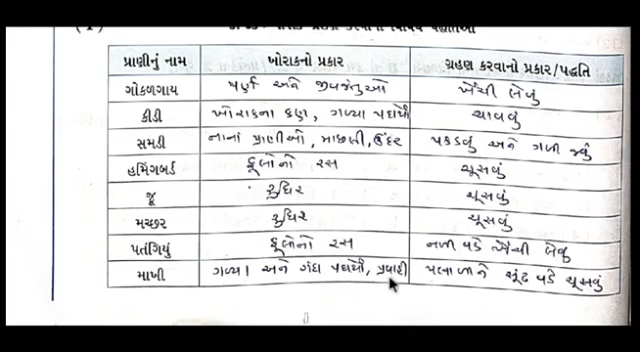 પ્રાણીનું નામ ખોરાકનો પ્રકાર ગ્રહણ કરવાનો પ્રકાર/પદ્ધતિ
ગોકળગાય પર્ણ અને જીવજંતુઓ ખેંચી લેવું
કીડી ખોરાકના કણ, ગળ્યા પદાર્થો ચાવવું
સમડી નાનાં પ્રાણીઓ, માછલી, ઉંદર પકડવું અને ગળી જવું
હમિંગબર્ડ ફૂલોનો રસ ચૂસવું
જૂ રુધિર ચૂસવું
મચ્છર રુધિર ચૂસવું
પતંગિયું ફૂલોનો રસ નળી વડે ખેંચી લેવું
માખી ગળ્યા અને ગંદા પદાર્થો, પ્રવાહી પલાળીને સૂંઢ વડે ચૂસવું